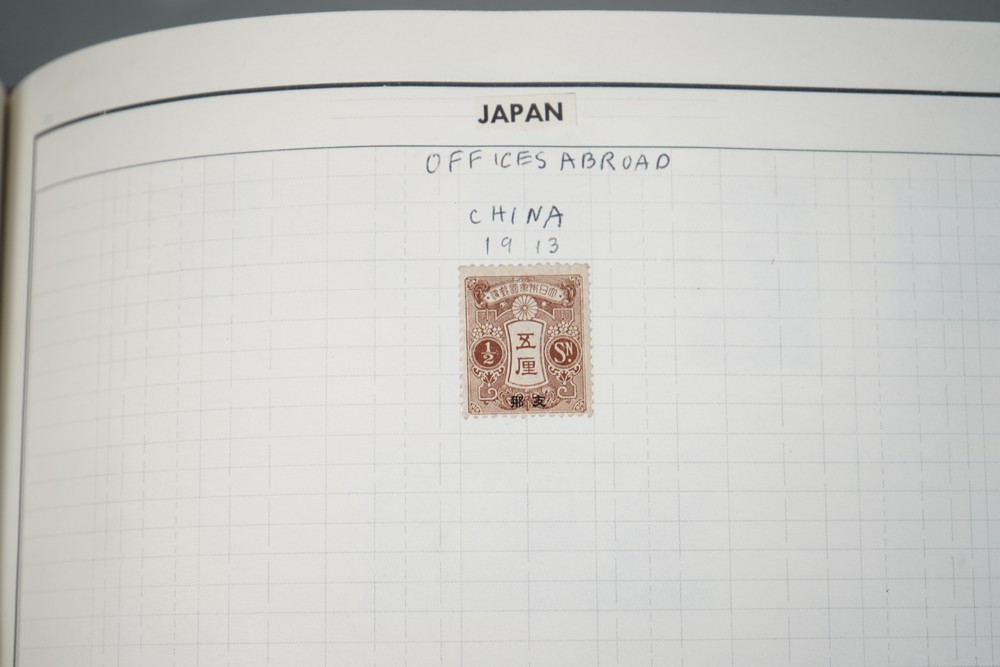 JAPAN
OFFICES ABROAD
CHINA
1913
大日本帝國郵便
1/2
五厘
Sn.
支那